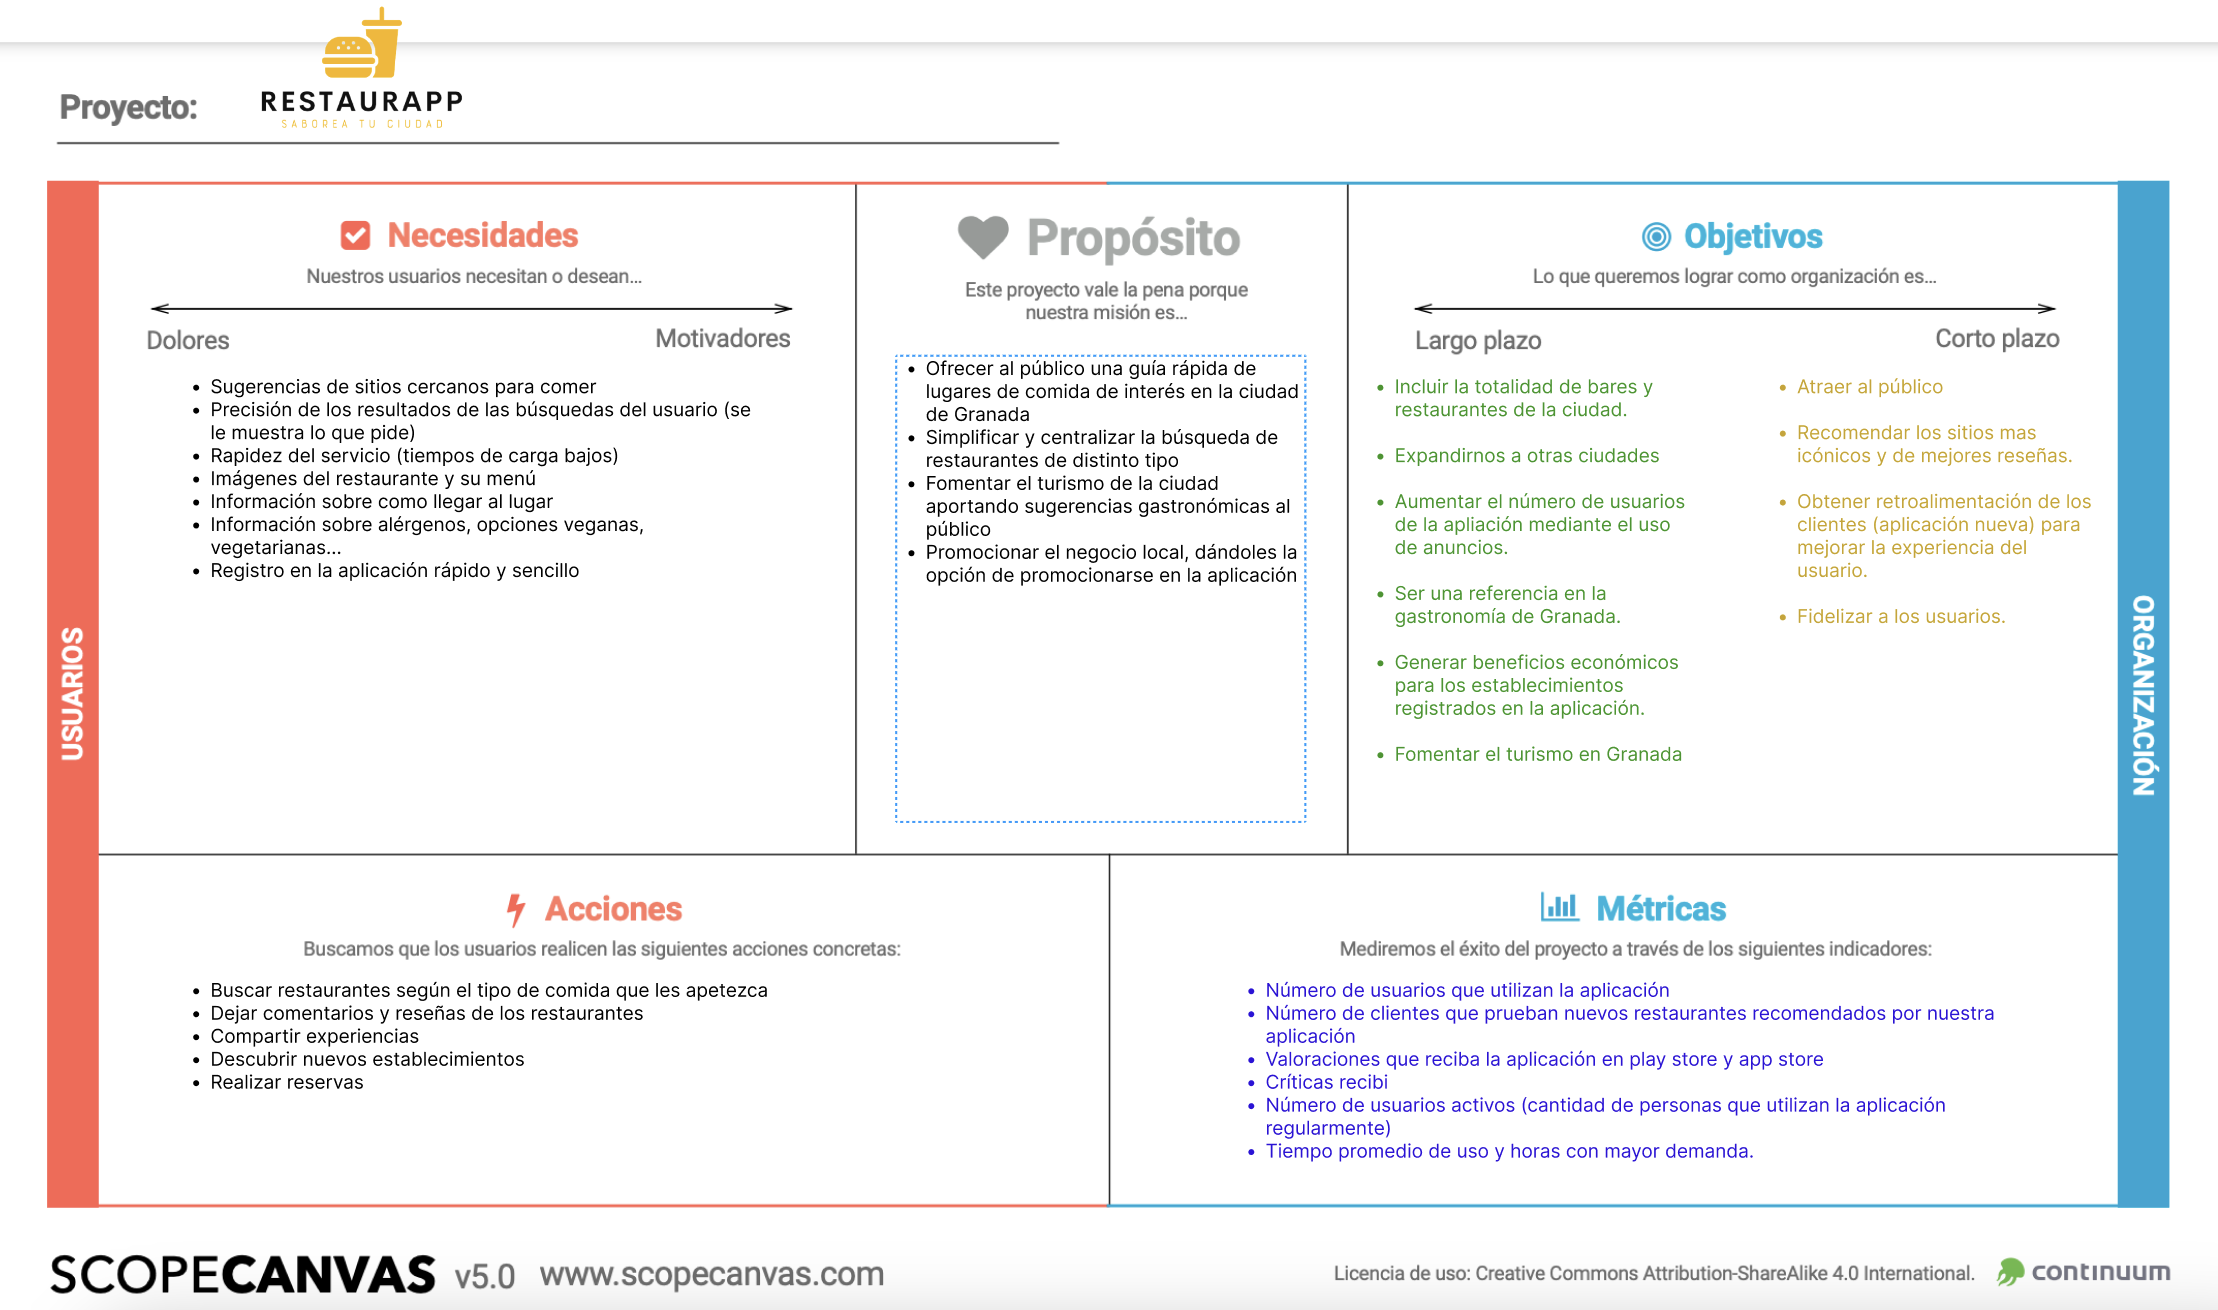 Proyecto:
RESTAURAPP
SABOREA TU CIUDAD
USUARIOS
Necesidades
Nuestros usuarios necesitan o desean...
Dolores
Motivadores
• Sugerencias de sitios cercanos para comer
• Precisión de los resultados de las búsquedas del usuario (se
le muestra lo que pide)
• Rapidez del servicio (tiempos de carga bajos)
• Imágenes del restaurante y su menú
• Información sobre como llegar al lugar
• Información sobre alérgenos, opciones veganas,
vegetarianas...
• Registro en la aplicación rápido y sencillo
Propósito
Este proyecto vale la pena porque
nuestra misión es...
• Ofrecer al público una guía rápida de
lugares de comida de interés en la ciudad
de Granada
• Simplificar y centralizar la búsqueda de
restaurantes de distinto tipo
• Fomentar el turismo de la ciudad
aportando sugerencias gastronómicas al
público
• Promocionar el negocio local, dándoles la
opción de promocionarse en la aplicación
Objetivos
Lo que queremos lograr como organización es...
Largo plazo
Corto plazo
• Incluir la totalidad de bares y
restaurantes de la ciudad.
• Expandirnos a otras ciudades
• Aumentar el número de usuarios
de la apliación mediante el uso
de anuncios.
• Ser una referencia en la
gastronomía de Granada.
• Generar beneficios económicos
para los establecimientos
registrados en la aplicación.
• Fomentar el turismo en Granada
• Atraer al público
• Recomendar los sitios mas
icónicos y de mejores reseñas.
• Obtener retroalimentación de los
clientes (aplicación nueva) para
mejorar la experiencia del
usuario.
• Fidelizar a los usuarios.
ORGANIZACIÓN
Acciones
Buscamos que los usuarios realicen las siguientes acciones concretas:
• Buscar restaurantes según el tipo de comida que les apetezca
• Dejar comentarios y reseñas de los restaurantes
• Compartir experiencias
• Descubrir nuevos establecimientos
• Realizar reservas
Métricas
Mediremos el éxito del proyecto a través de los siguientes indicadores:
• Número de usuarios que utilizan la aplicación
• Número de clientes que prueban nuevos restaurantes recomendados por nuestra
aplicación
• Valoraciones que reciba la aplicación en play store y app store
• Críticas recibi
• Número de usuarios activos (cantidad de personas que utilizan la aplicación
regularmente)
• Tiempo promedio de uso y horas con mayor demanda.
SCOPECANVAS v5.0 www.scopecanvas.com
Licencia de uso: Creative Commons Attribution-ShareAlike 4.0 International.
continuum